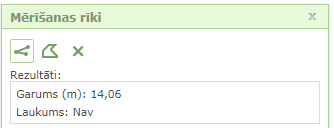 Mērīšanas rīki
Rezultāti:
Garums (m): 14,06
Laukums: Nav